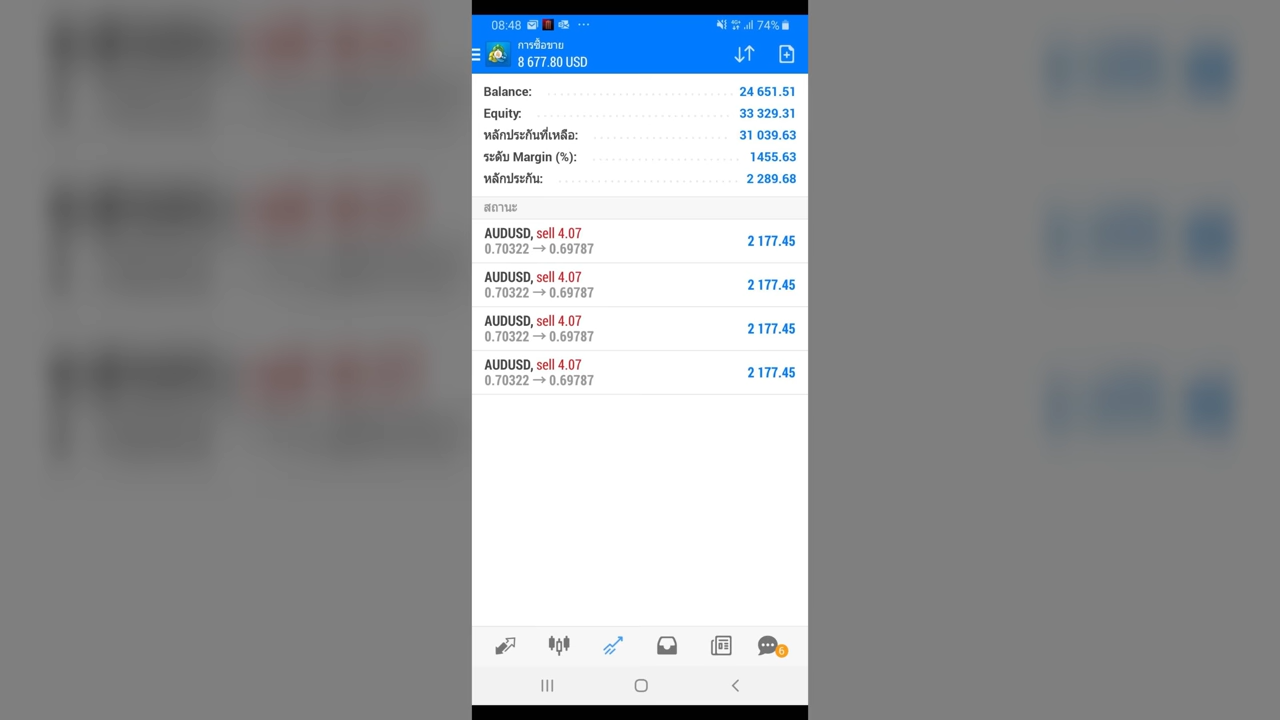 08:48 ... 74%
การซื้อขาย
8 677.80 USD
Balance: 24 651.51
Equity: 33 329.31
หลักประกันที่เหลือ: 31 039.63
ระดับ Margin (%): 1455.63
หลักประกัน: 2 289.68
สถานะ
AUDUSD, sell 4.07
0.70322 → 0.69787 2 177.45
AUDUSD, sell 4.07
0.70322 → 0.69787 2 177.45
AUDUSD, sell 4.07
0.70322 → 0.69787 2 177.45
AUDUSD, sell 4.07
0.70322 → 0.69787 2 177.45
6